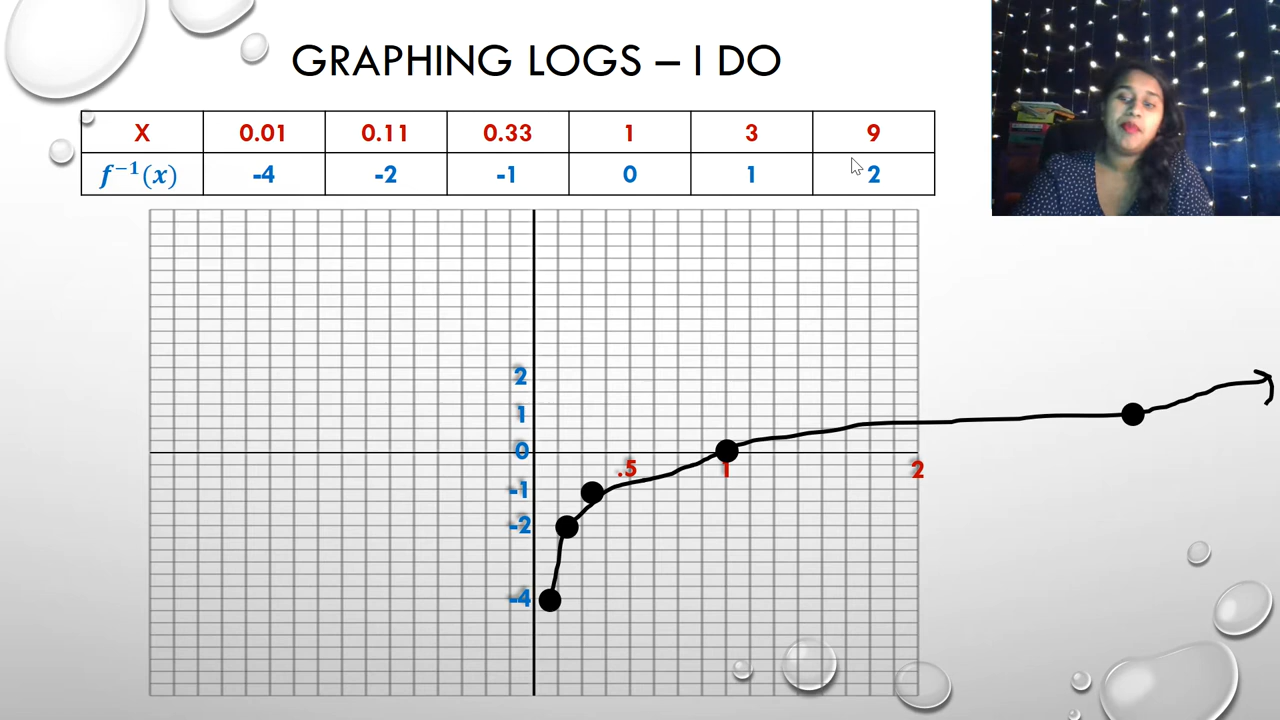 GRAPHING LOGS – I DO
X 0.01 0.11 0.33 1 3 9
f⁻¹(x) -4 -2 -1 0 1 2
2
1
0
.5 1 2
-1
-2
-4